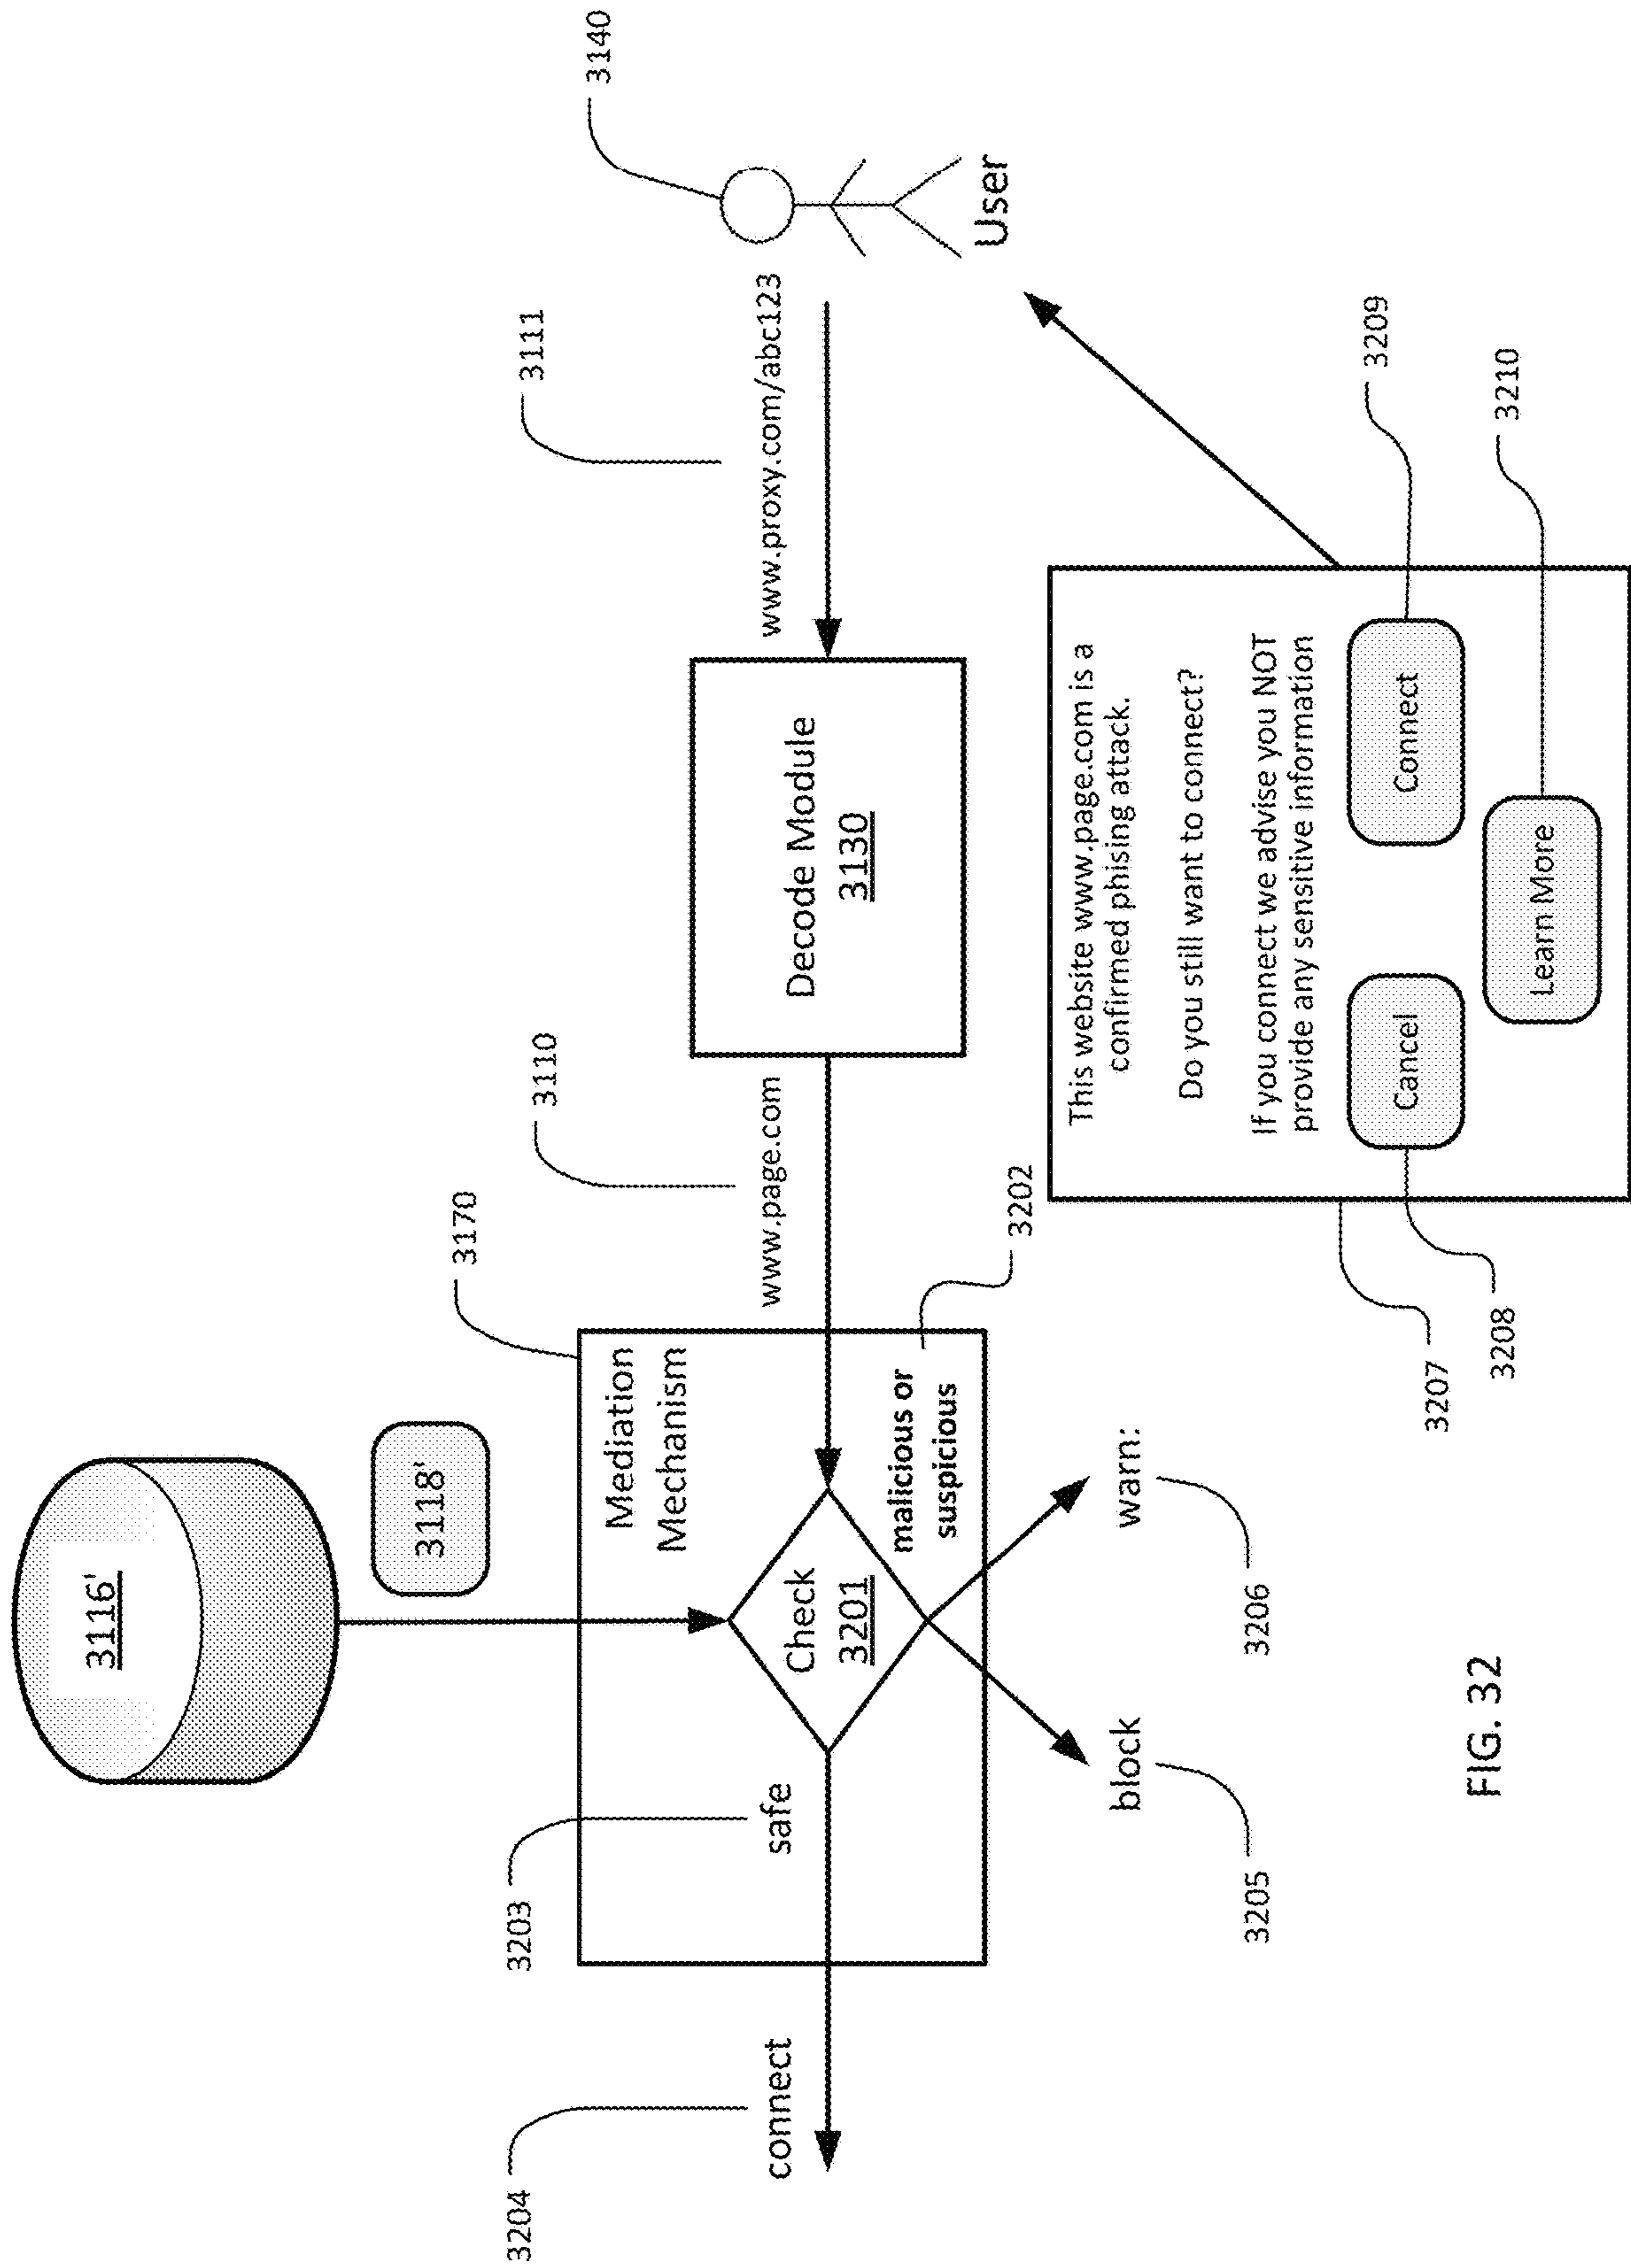 3116'
3118'
3170
Mediation
Mechanism
3110
www.page.com
Decode Module
3130
3111
www.proxy.com/abc123
3140
User
3204
connect
3203
safe
Check
3201
malicious or
suspicious
3202
block
3205
warn:
3206
3207
This website www.page.com is a
confirmed phising attack.
Do you still want to connect?
If you connect we advise you NOT
provide any sensitive information
Cancel
Connect
Learn More
3208
3209
3210
FIG. 32